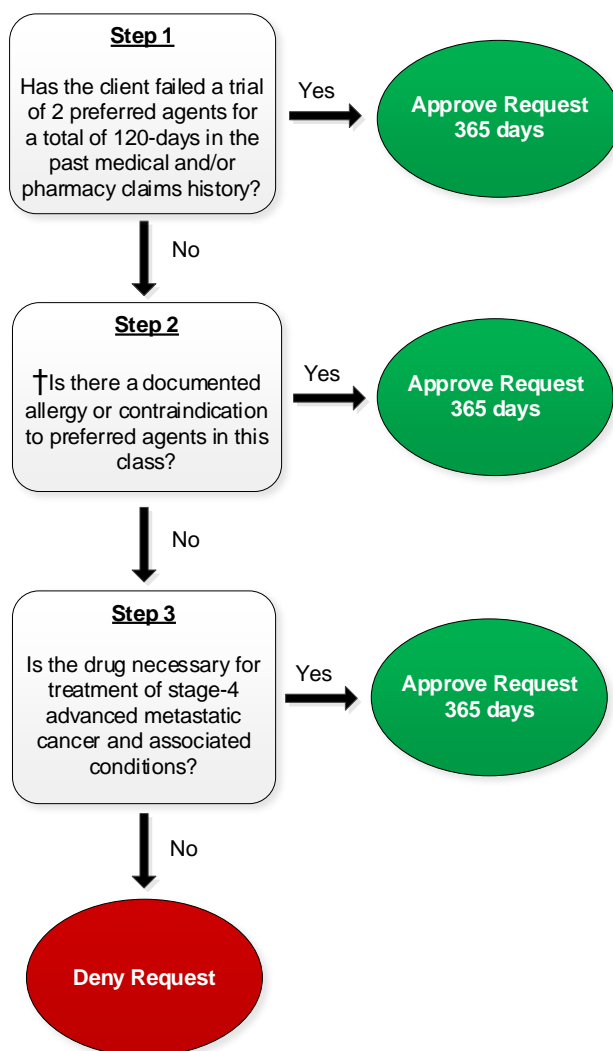 Step 1
Has the client failed a trial
of 2 preferred agents for
a total of 120-days in the
past medical and/or
pharmacy claims history?
Yes
Approve Request
365 days
No
Step 2
†Is there a documented
allergy or contraindication
to preferred agents in this
class?
Yes
Approve Request
365 days
No
Step 3
Is the drug necessary for
treatment of stage-4
advanced metastatic
cancer and associated
conditions?
Yes
Approve Request
365 days
No
Deny Request